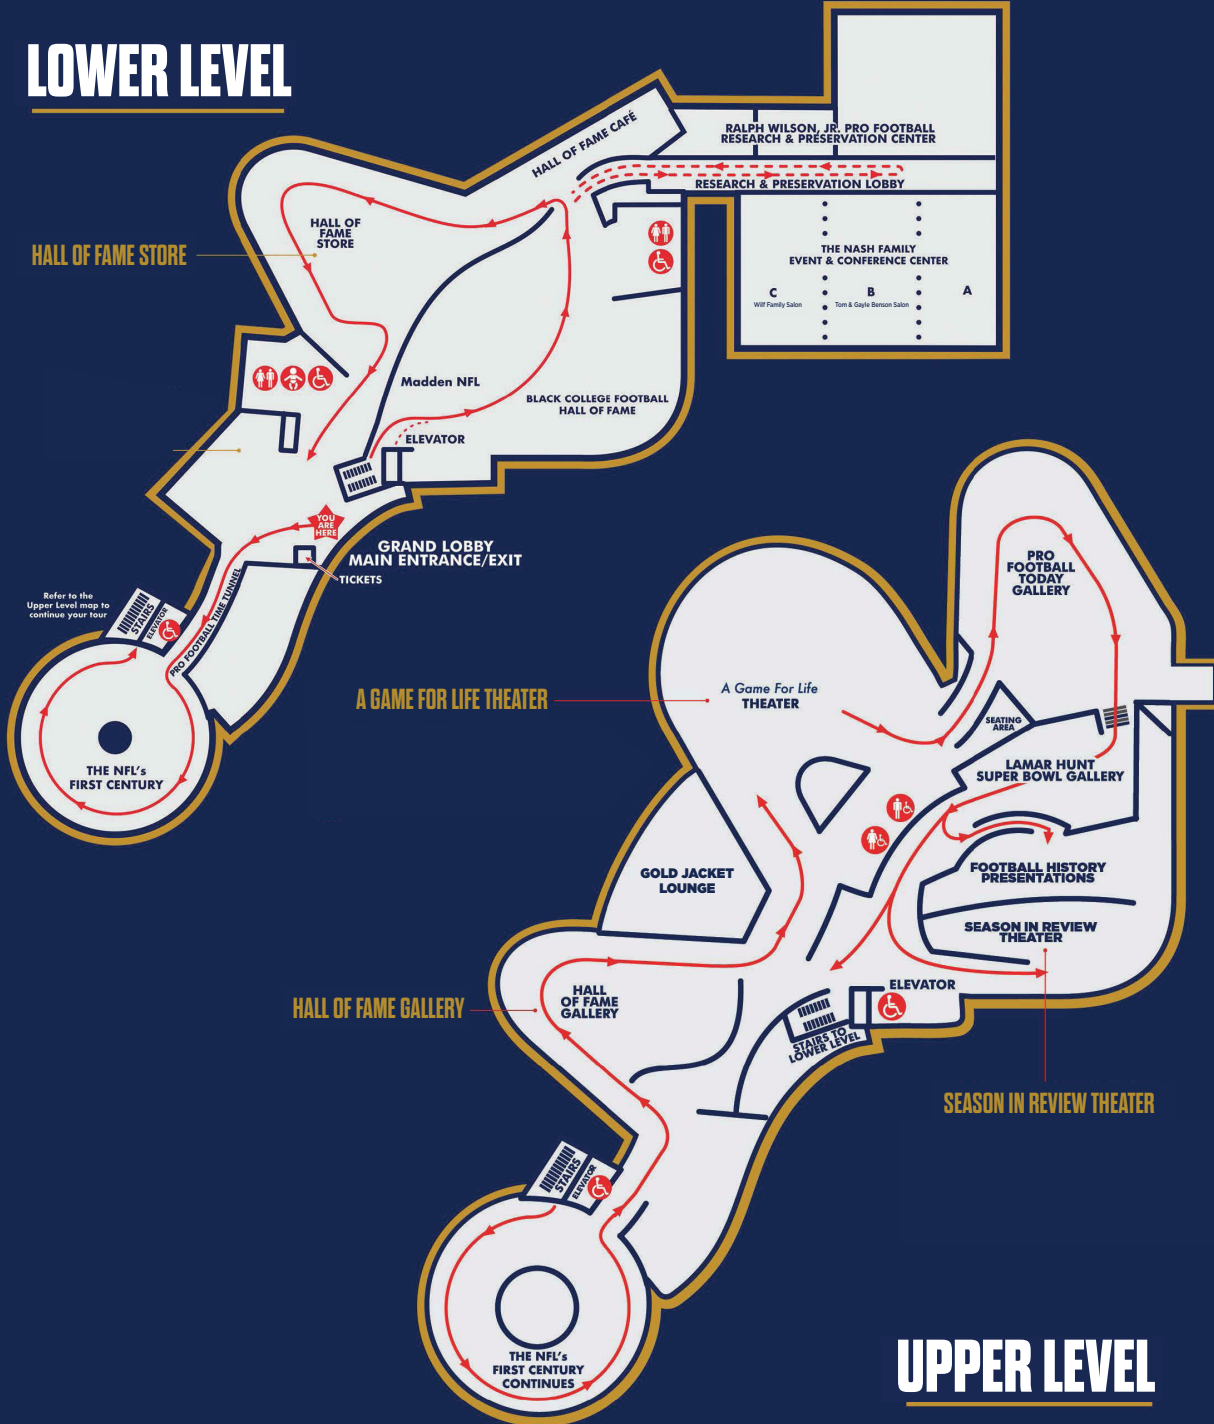 LOWER LEVEL
HALL OF FAME CAFÉ
RALPH WILSON, JR. PRO FOOTBALL
RESEARCH & PRESERVATION CENTER
RESEARCH & PRESERVATION LOBBY
HALL OF
FAME
STORE
HALL OF FAME STORE
THE NASH FAMILY
EVENT & CONFERENCE CENTER
C
Wilf Family Salon
B
Tom & Gayle Benson Salon
A
Madden NFL
BLACK COLLEGE FOOTBALL
HALL OF FAME
ELEVATOR
YOU
ARE
HERE
GRAND LOBBY
MAIN ENTRANCE/EXIT
TICKETS
Refer to the
Upper Level map to
continue your tour
STAIRS
ELEVATOR
PRO FOOTBALL TIME TUNNEL
THE NFL's
FIRST CENTURY
PRO
FOOTBALL
TODAY
GALLERY
A GAME FOR LIFE THEATER
A Game For Life
THEATER
SEATING
AREA
LAMAR HUNT
SUPER BOWL GALLERY
GOLD JACKET
LOUNGE
FOOTBALL HISTORY
PRESENTATIONS
SEASON IN REVIEW
THEATER
HALL OF FAME GALLERY
HALL
OF FAME
GALLERY
ELEVATOR
STAIRS TO
LOWER LEVEL
SEASON IN REVIEW THEATER
STAIRS
ELEVATOR
THE NFL's
FIRST CENTURY
CONTINUES
UPPER LEVEL